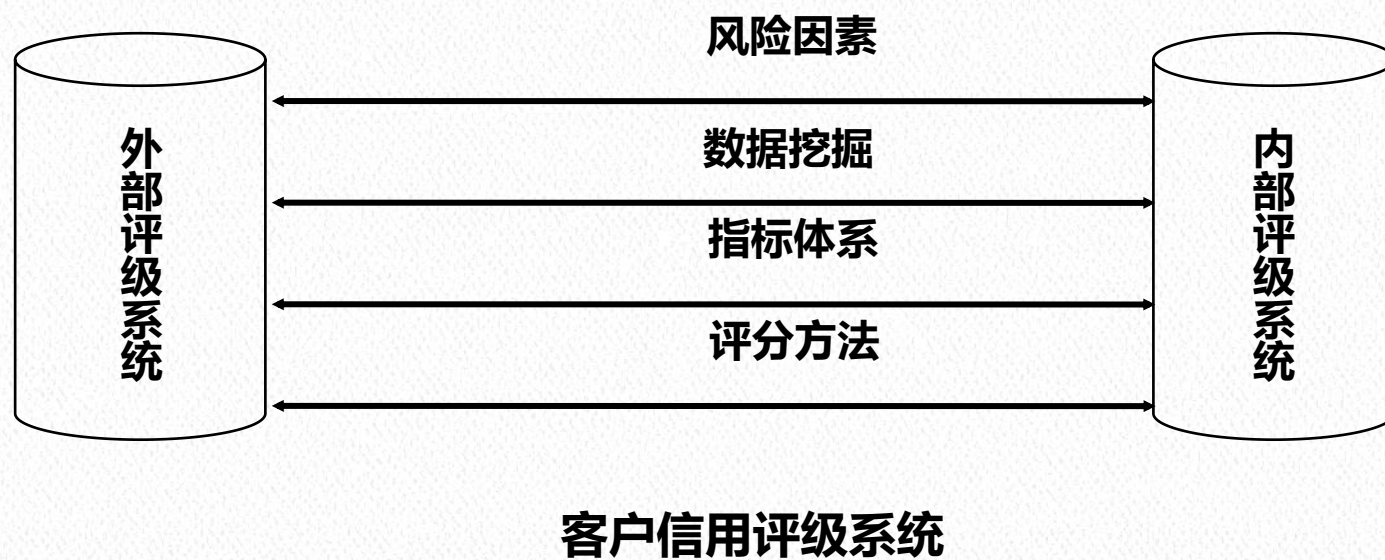 风险因素
外部评级系统
数据挖掘
内部评级系统
指标体系
评分方法
客户信用评级系统